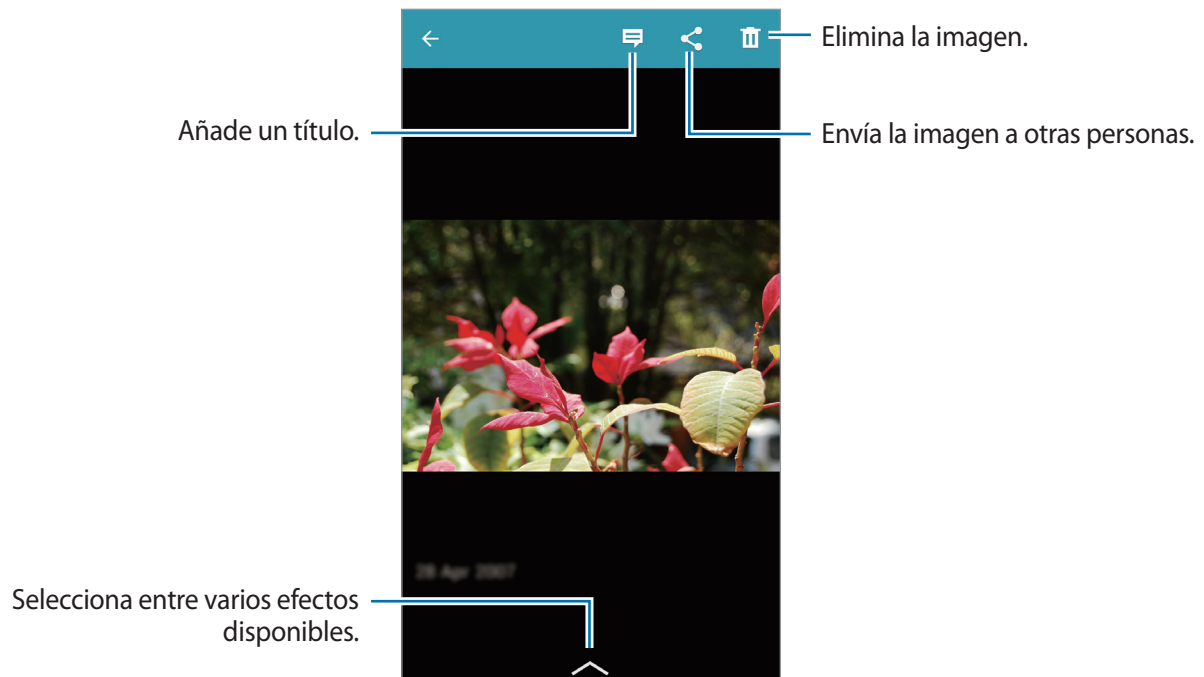 Elimina la imagen.
Añade un título.
Envía la imagen a otras personas.
28 Apr 2007
Selecciona entre varios efectos
disponibles.